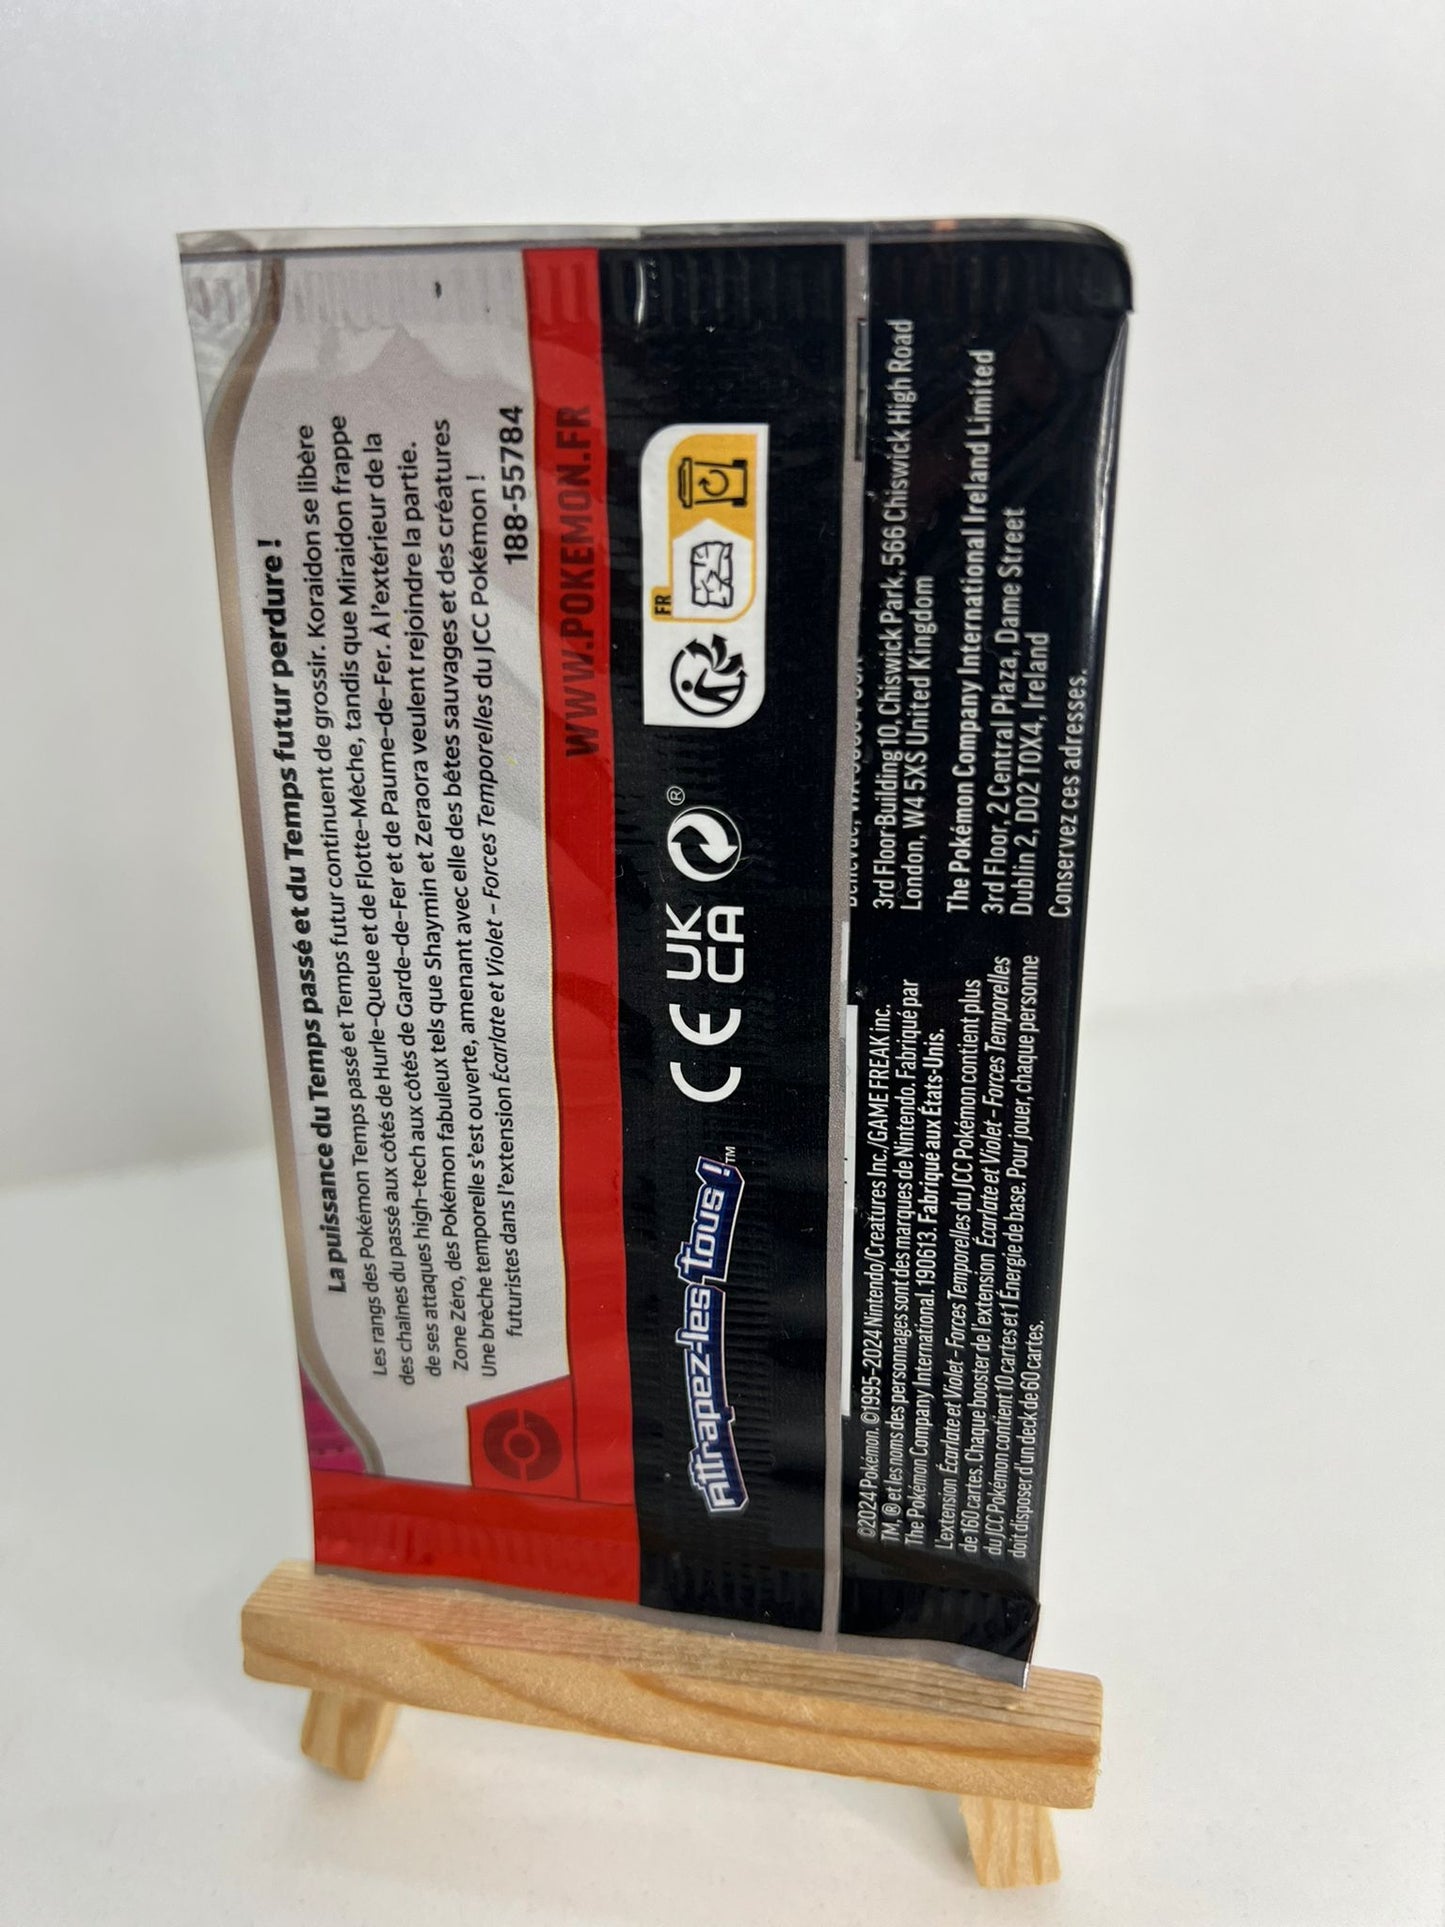 La puissance du Temps passé et du Temps futur perdure !
Les rangs des Pokémon Temps passé et Temps futur continuent de grossir. Koraidon se libère
des chaînes du passé aux côtés de Hurle-Queue et de Flotte-Mèche, tandis que Miraidon frappe
de ses attaques high-tech aux côtés de Garde-de-Fer et de Paume-de-Fer. À l'extérieur de la
Zone Zéro, des Pokémon fabuleux tels que Shaymin et Zeraora veulent rejoindre la partie.
Une brèche temporelle s'est ouverte, amenant avec elle des bêtes sauvages et des créatures
futuristes dans l'extension Écarlate et Violet – Forces Temporelles du JCC Pokémon !
188-55784
WWW.POKEMON.FR
Attrapez-les tous !™
CE UK CA ®
FR
©2024 Pokémon. ©1995-2024 Nintendo/Creatures Inc./GAME FREAK inc.
TM, ® et les noms des personnages sont des marques de Nintendo. Fabriqué par
The Pokémon Company International. 190613. Fabriqué aux États-Unis.
L'extension Écarlate et Violet – Forces Temporelles du JCC Pokémon contient plus
de 160 cartes. Chaque booster de l'extension Écarlate et Violet – Forces Temporelles
du JCC Pokémon contient 10 cartes et 1 Énergie de base. Pour jouer, chaque personne
doit disposer d'un deck de 60 cartes.
3rd Floor Building 10, Chiswick Park, 566 Chiswick High Road
London, W4 5XS United Kingdom
The Pokémon Company International Ireland Limited
3rd Floor, 2 Central Plaza, Dame Street
Dublin 2, D02 T0X4, Ireland
Conservez ces adresses.